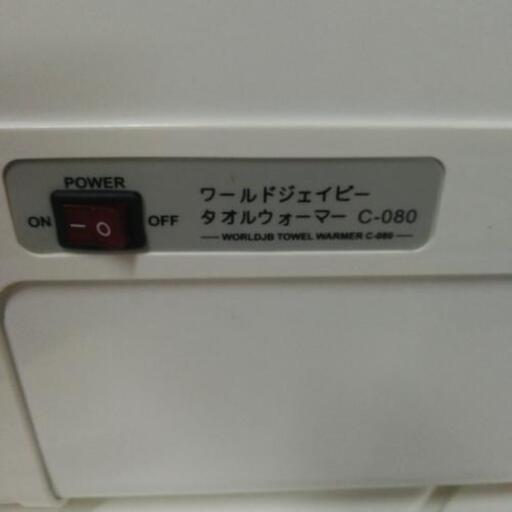 POWER
ON — O OFF
ワールドジェイビー
タオルウォーマー C-080
WORLDJB TOWEL WARMER C-080